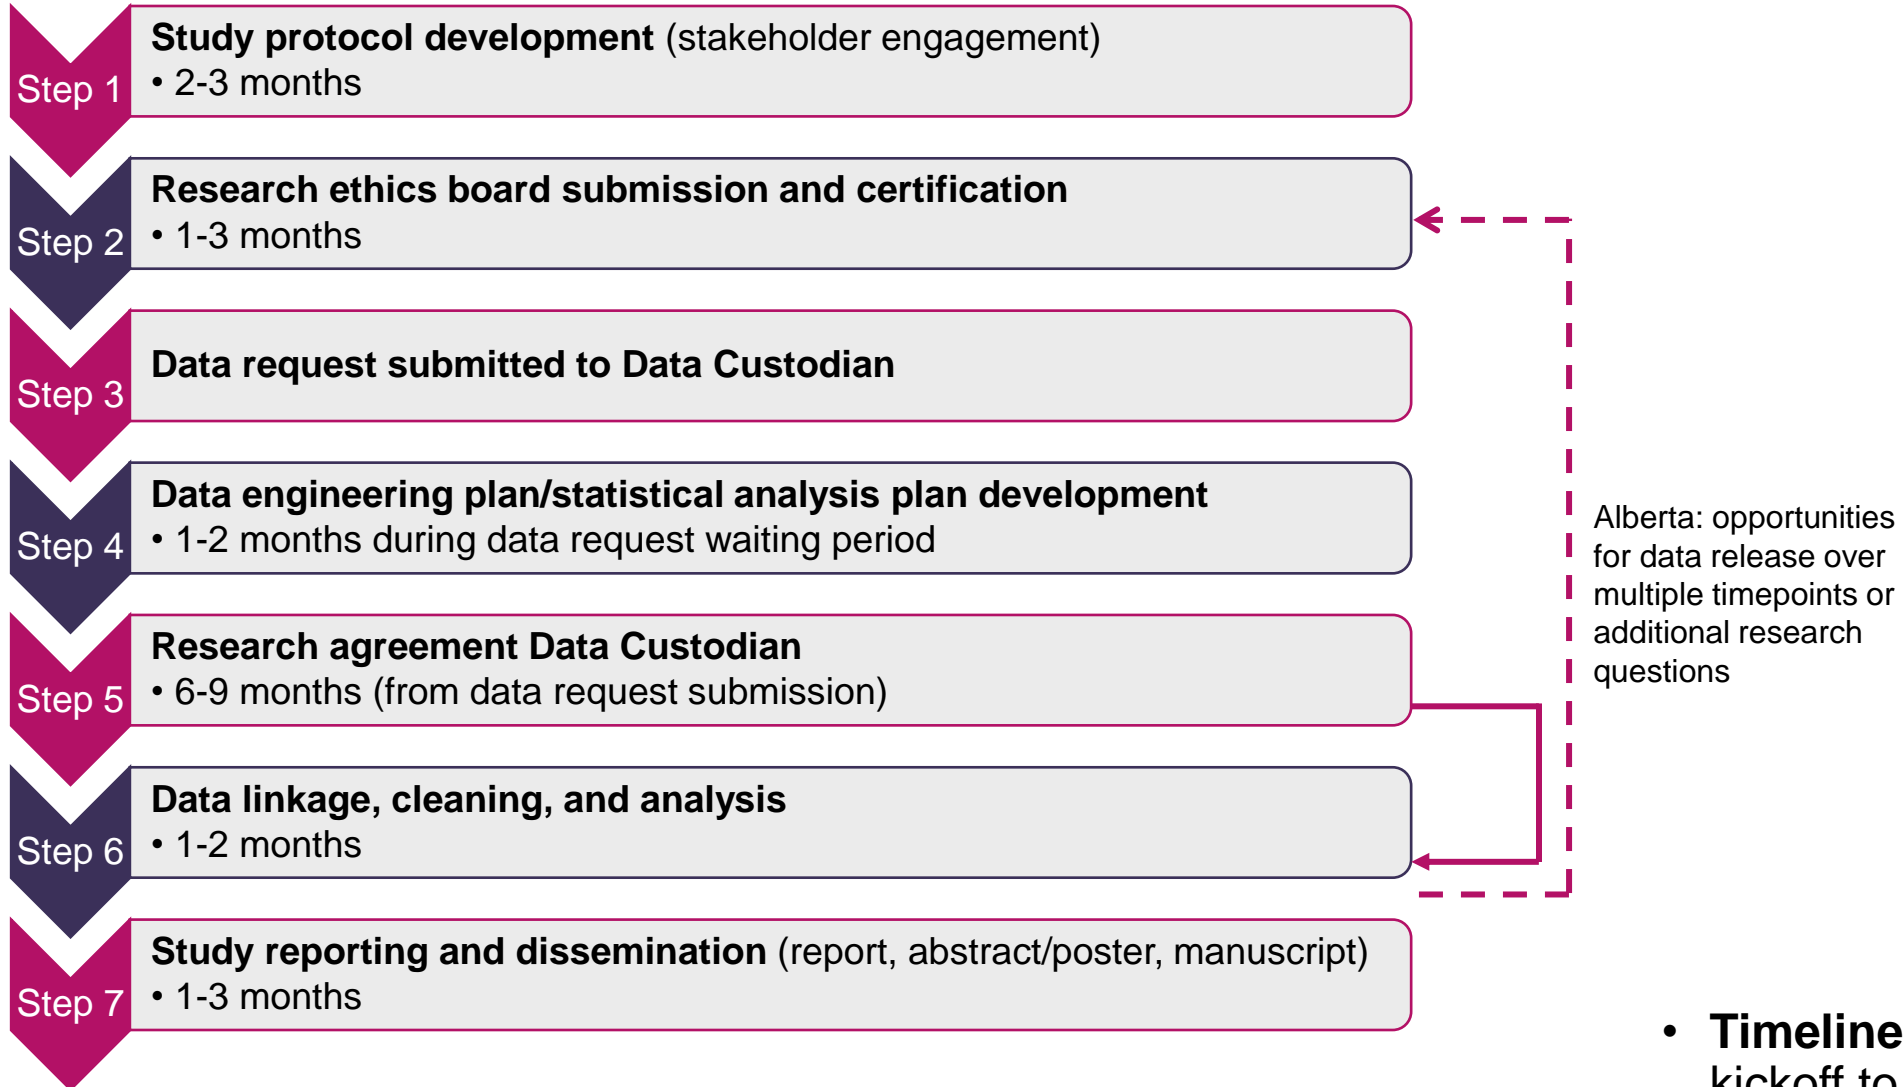 Step 1
Study protocol development (stakeholder engagement)
• 2-3 months
Step 2
Research ethics board submission and certification
• 1-3 months
Step 3
Data request submitted to Data Custodian
Step 4
Data engineering plan/statistical analysis plan development
• 1-2 months during data request waiting period
Step 5
Research agreement Data Custodian
• 6-9 months (from data request submission)
Step 6
Data linkage, cleaning, and analysis
• 1-2 months
Step 7
Study reporting and dissemination (report, abstract/poster, manuscript)
• 1-3 months
Alberta: opportunities
for data release over
multiple timepoints or
additional research
questions
• Timeline
kickoff to